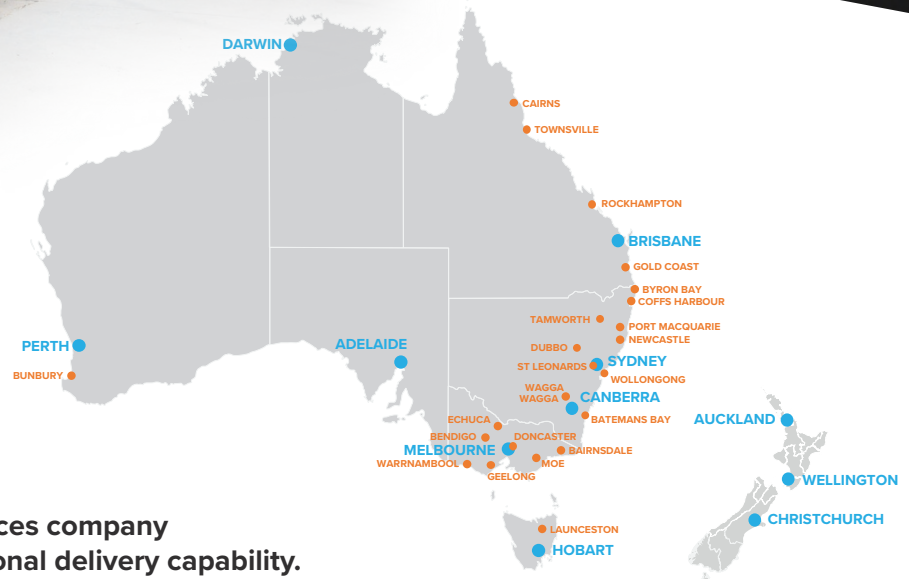 DARWIN
CAIRNS
TOWNSVILLE
ROCKHAMPTON
BRISBANE
GOLD COAST
BYRON BAY
COFFS HARBOUR
TAMWORTH
PORT MACQUARIE
NEWCASTLE
DUBBO
SYDNEY
ST LEONARDS
WOLLONGONG
PERTH
BUNBURY
ADELAIDE
WAGGA
WAGGA
CANBERRA
BATEMANS BAY
ECHUCA
BENDIGO
DONCASTER
MELBOURNE
BAIRNSDALE
WARRNAMBOOL
MOE
GEELONG
AUCKLAND
WELLINGTON
CHRISTCHURCH
LAUNCESTON
HOBART
ces company
onal delivery capability.